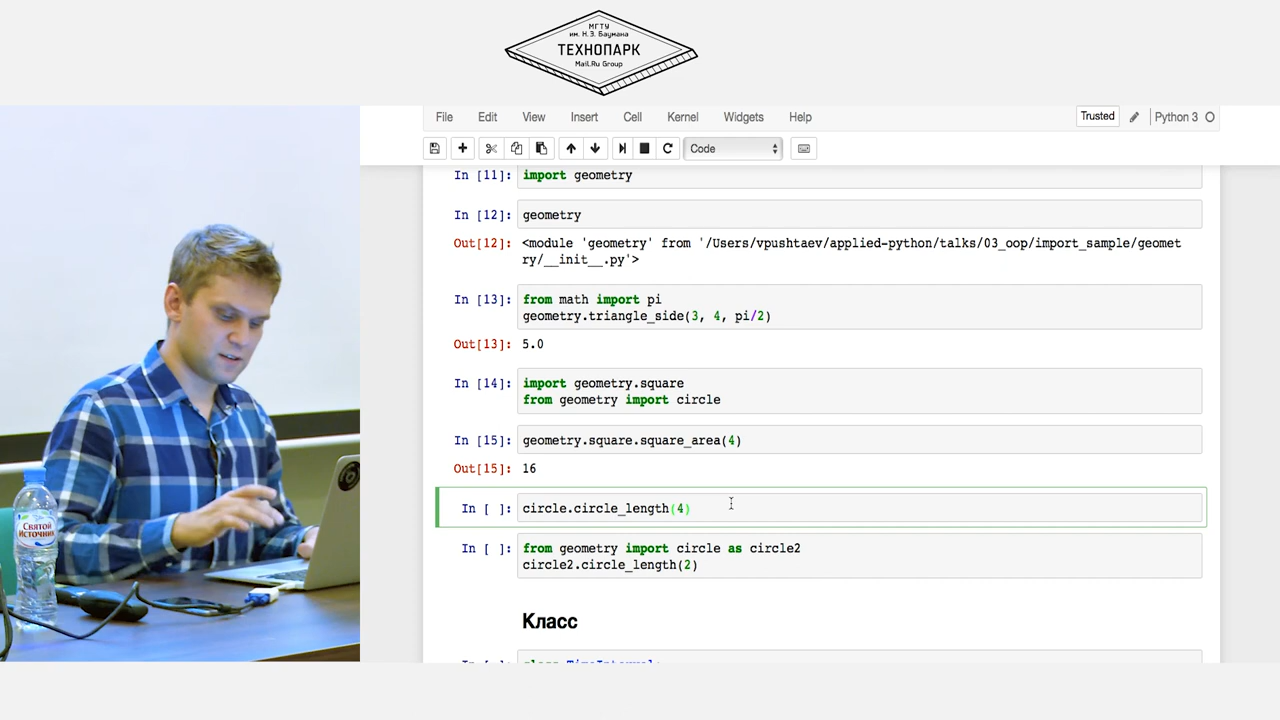 МГТУ
им. Н.Э. Баумана
ТЕХНОПАРК
Mail.Ru Group
File Edit View Insert Cell Kernel Widgets Help Trusted Python 3
Code
In [11]: import geometry
In [12]: geometry
Out[12]: <module 'geometry' from '/Users/vpushtaev/applied-python/talks/03_oop/import_sample/geomet
ry/__init__.py'>
In [13]: from math import pi
geometry.triangle_side(3, 4, pi/2)
Out[13]: 5.0
In [14]: import geometry.square
from geometry import circle
In [15]: geometry.square.square_area(4)
Out[15]: 16
In [ ]: circle.circle_length(4)
In [ ]: from geometry import circle as circle2
circle2.circle_length(2)
Класс
In [ ]: class TimeInterval:
СВЯТОЙ
ИСТОЧНИК